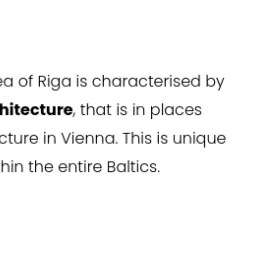 ea of Riga is characterised by
hitecture, that is in places
cture in Vienna. This is unique
hin the entire Baltics.